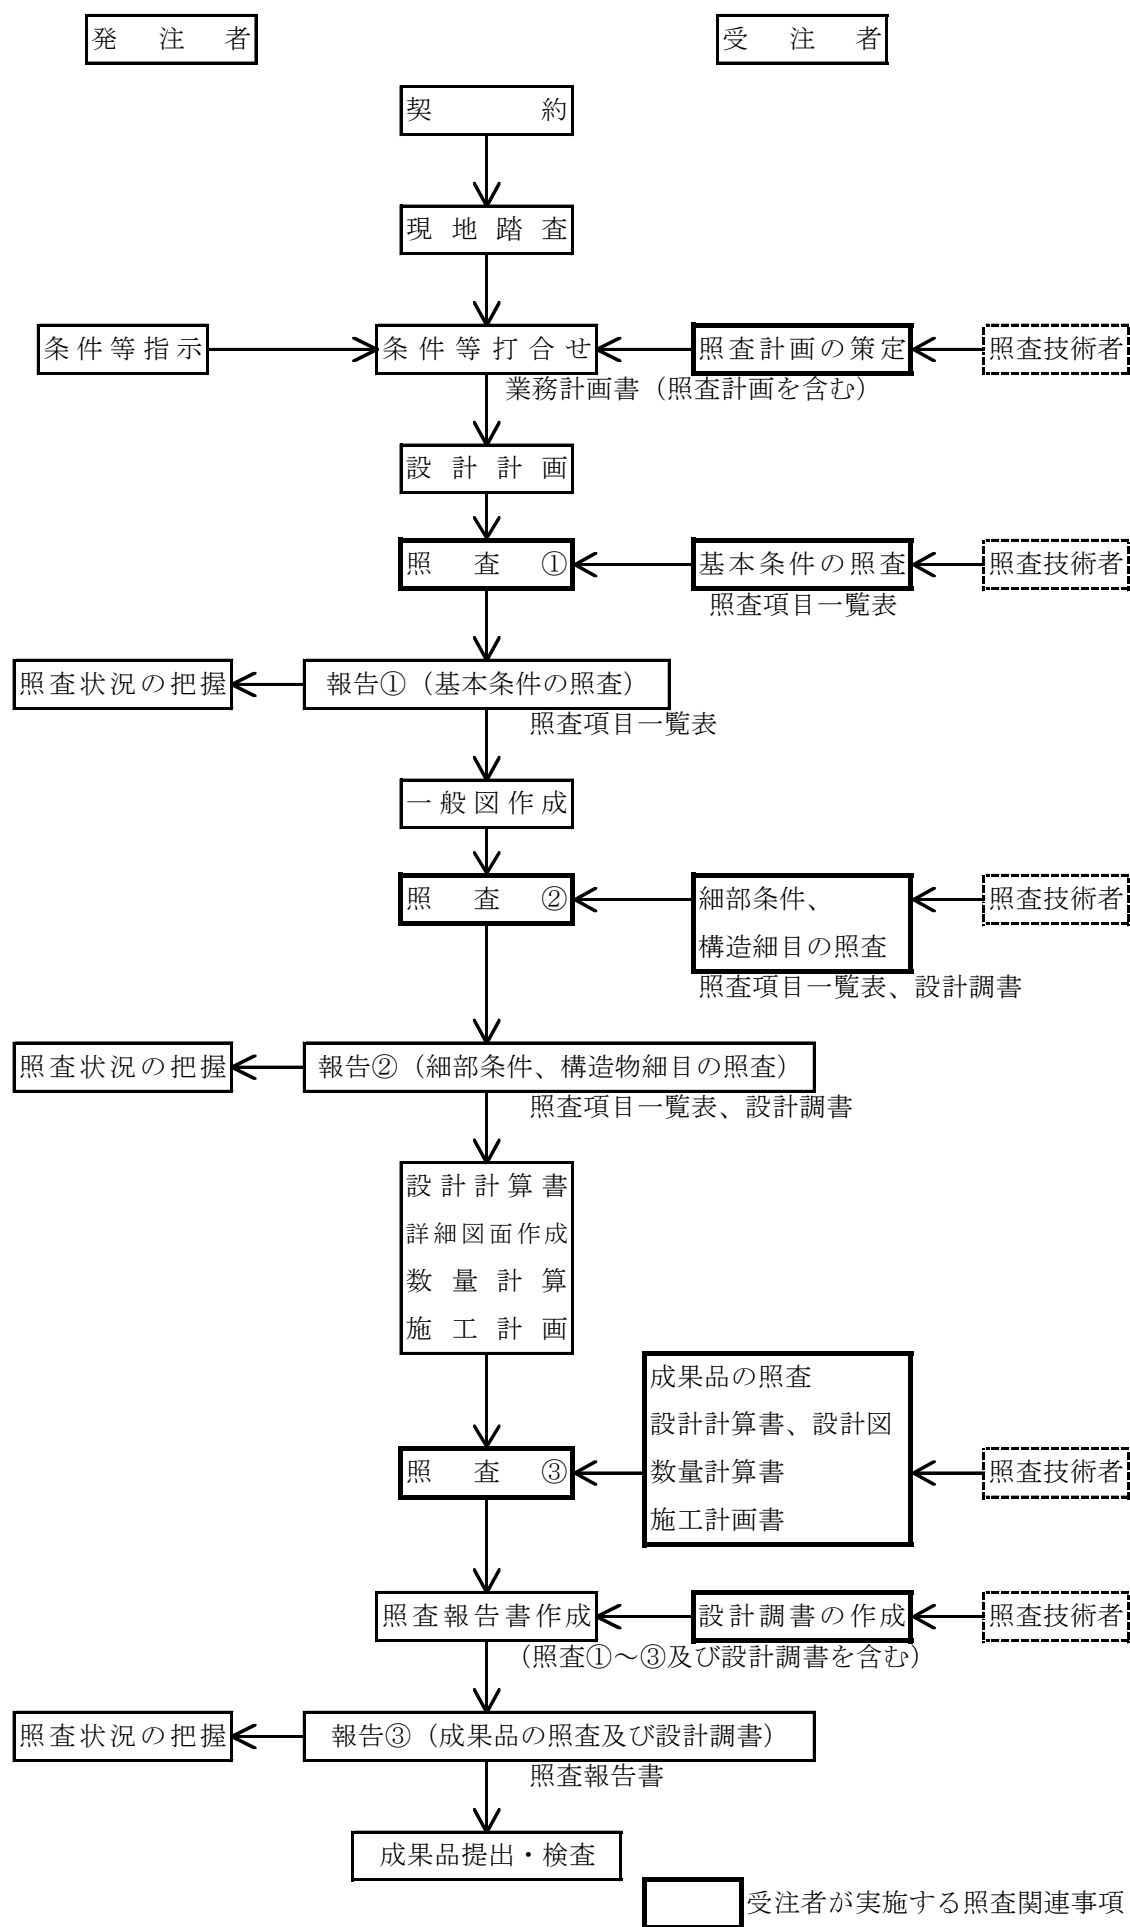 発注者
受注者
契約
現地踏査
条件等指示
条件等打合せ
照査計画の策定
照査技術者
業務計画書（照査計画を含む）
設計計画
照査①
基本条件の照査
照査技術者
照査項目一覧表
照査状況の把握
報告①（基本条件の照査）
照査項目一覧表
一般図作成
照査②
細部条件、
構造細目の照査
照査技術者
照査項目一覧表、設計調書
照査状況の把握
報告②（細部条件、構造物細目の照査）
照査項目一覧表、設計調書
設計計算書
詳細図面作成
数量計算
施工計画
成果品の照査
設計計算書、設計図
数量計算書
施工計画書
照査③
照査技術者
照査報告書作成
設計調書の作成
照査技術者
（照査①～③及び設計調書を含む）
照査状況の把握
報告③（成果品の照査及び設計調書）
照査報告書
成果品提出・検査
受注者が実施する照査関連事項